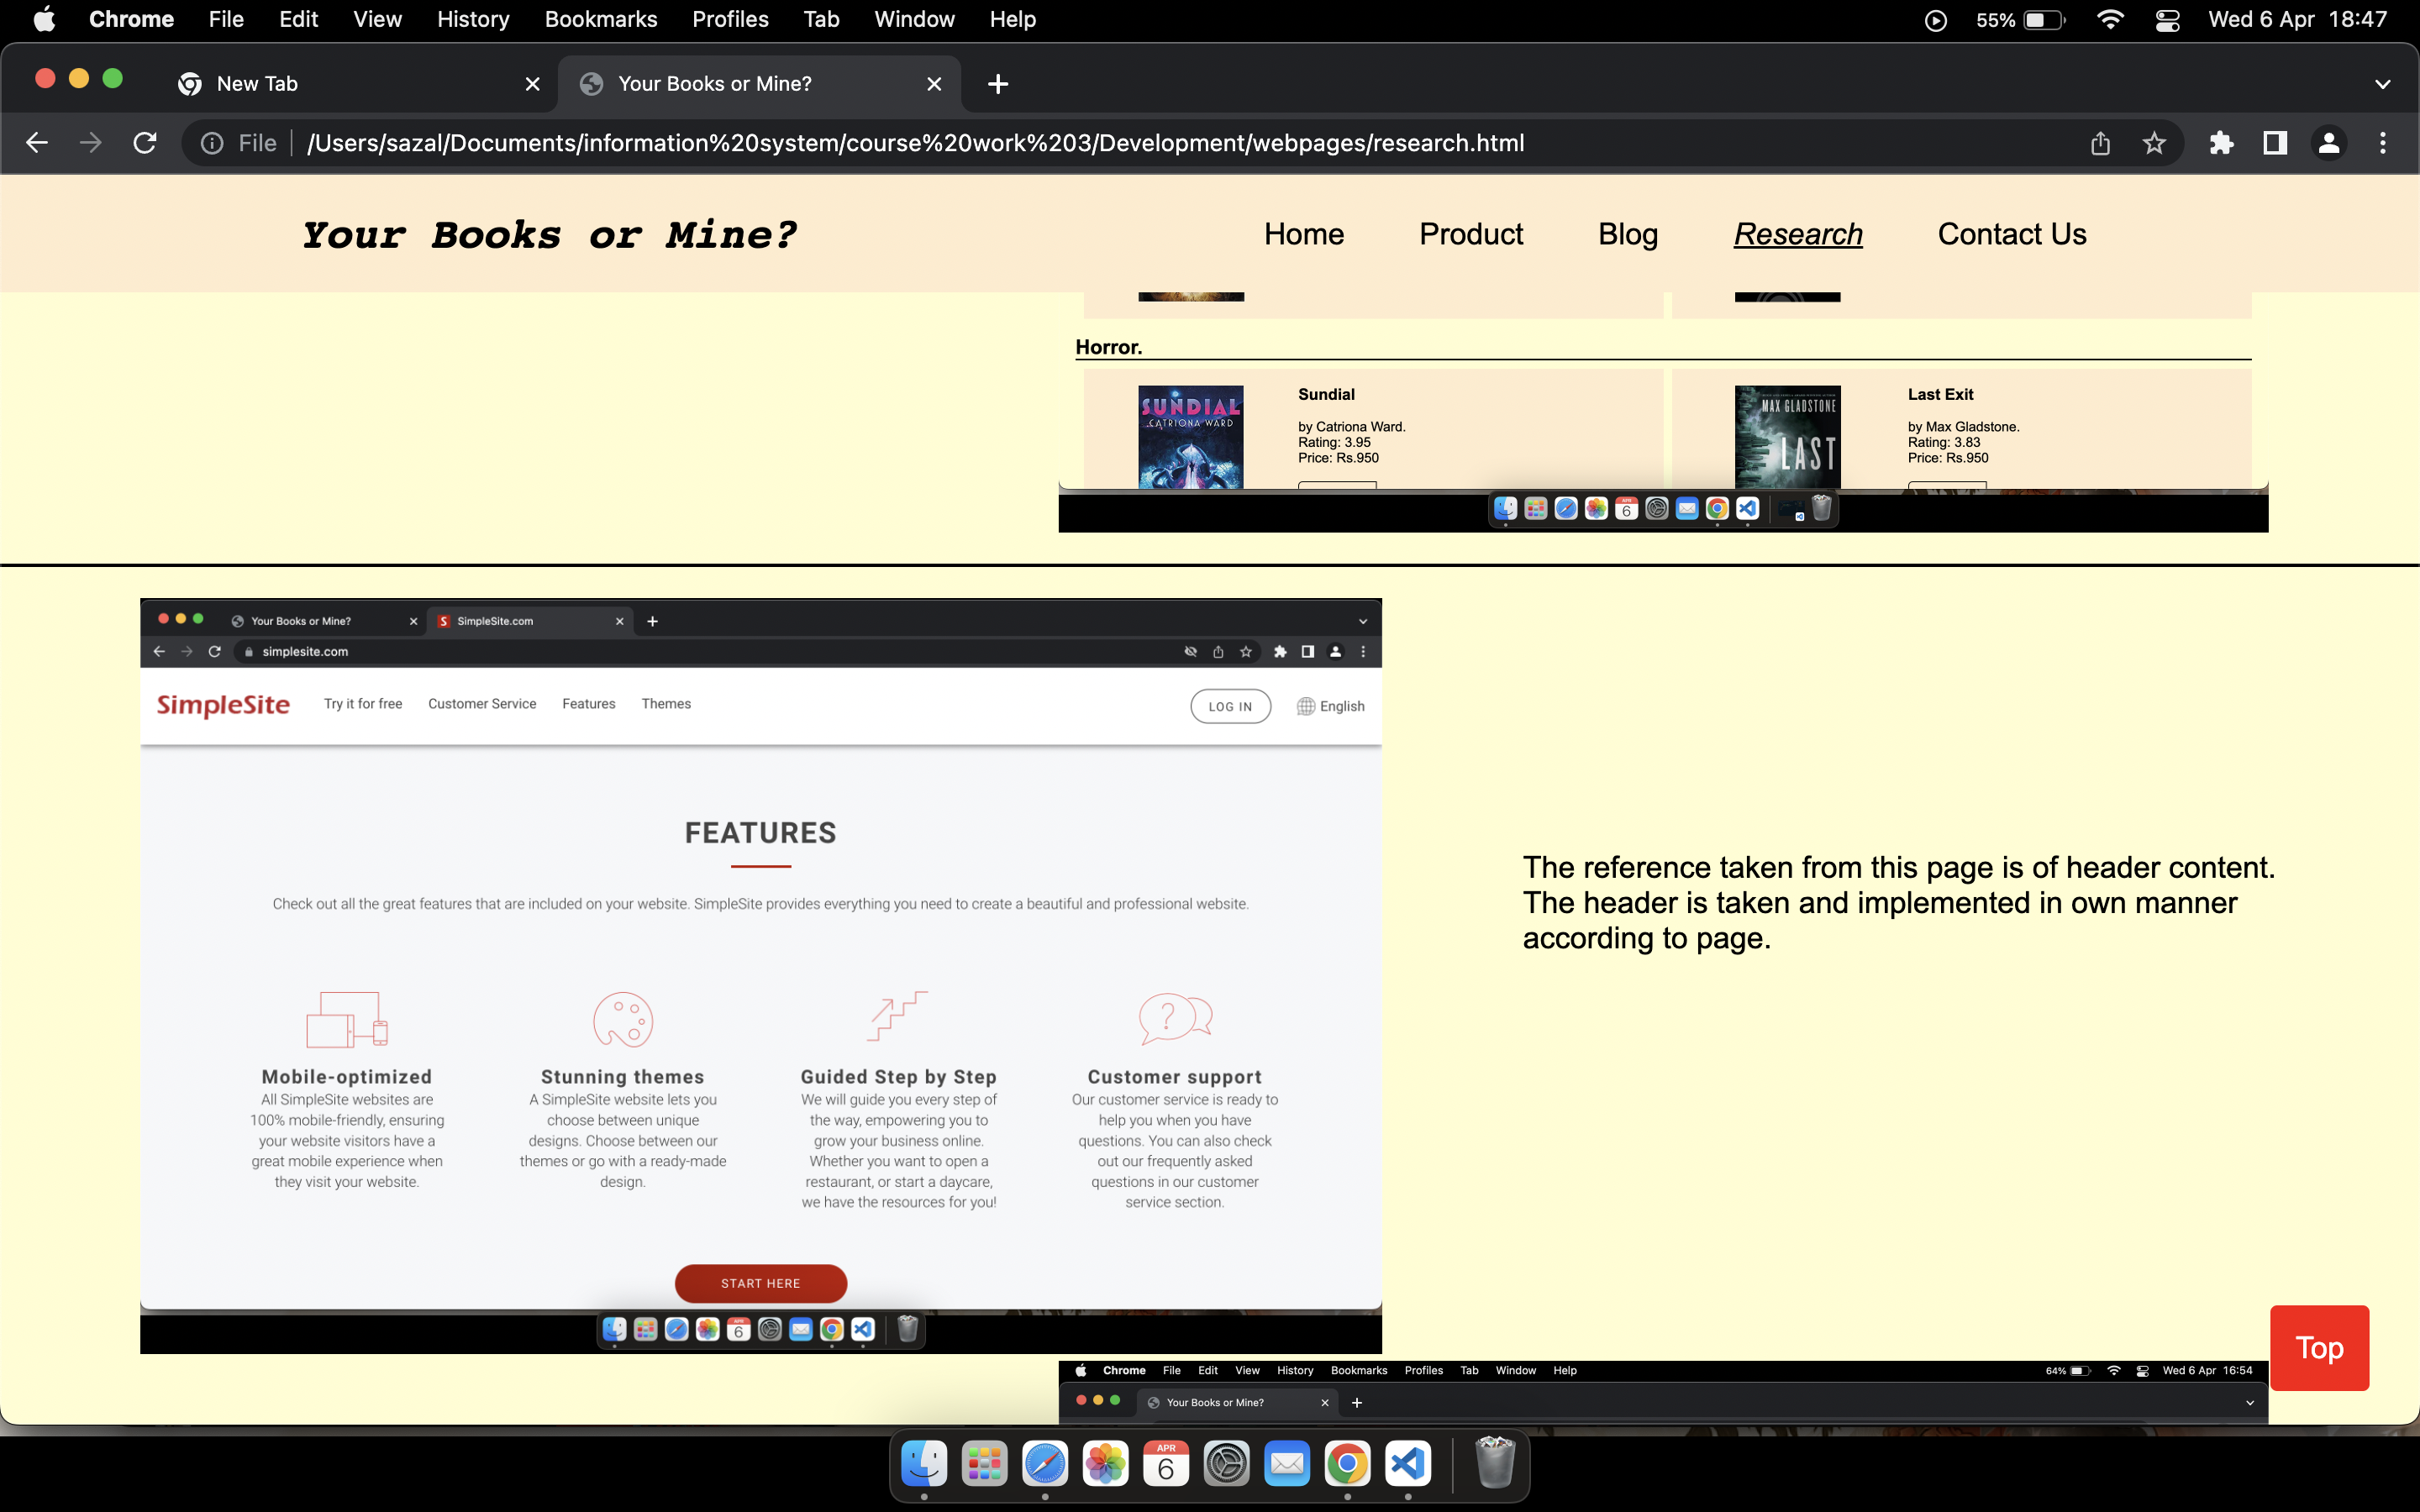 Chrome File Edit View History Bookmarks Profiles Tab Window Help 55% Wed 6 Apr 18:47
New Tab Your Books or Mine?
File /Users/sazal/Documents/information%20system/course%20work%203/Development/webpages/research.html
Your Books or Mine? Home Product Blog Research Contact Us
Horror.
SUNDIAL
CATRIONA WARD
Sundial
by Catriona Ward.
Rating: 3.95
Price: Rs.950
MAX GLADSTONE
LAST
Last Exit
by Max Gladstone.
Rating: 3.83
Price: Rs.950
APR
6
Your Books or Mine? S SimpleSite.com
simplesite.com
SimpleSite Try it for free Customer Service Features Themes LOG IN English
FEATURES
Check out all the great features that are included on your website. SimpleSite provides everything you need to create a beautiful and professional website.
Mobile-optimized
All SimpleSite websites are
100% mobile-friendly, ensuring
your website visitors have a
great mobile experience when
they visit your website.
Stunning themes
A SimpleSite website lets you
choose between unique
designs. Choose between our
themes or go with a ready-made
design.
Guided Step by Step
We will guide you every step of
the way, empowering you to
grow your business online.
Whether you want to open a
restaurant, or start a daycare,
we have the resources for you!
?
Customer support
Our customer service is ready to
help you when you have
questions. You can also check
out our frequently asked
questions in our customer
service section.
START HERE
APR
6
The reference taken from this page is of header content.
The header is taken and implemented in own manner
according to page.
Top
Chrome File Edit View History Bookmarks Profiles Tab Window Help 64% Wed 6 Apr 16:54
Your Books or Mine?
APR
6